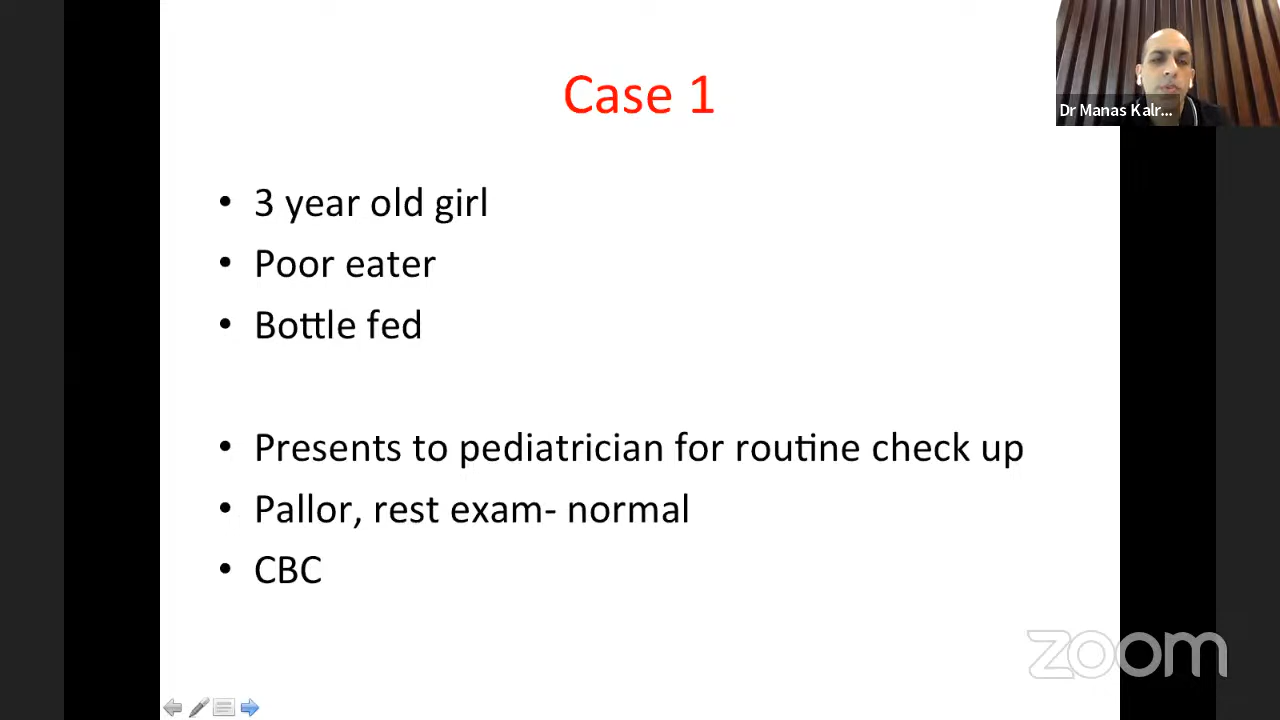 Case 1
Dr Manas Kalr...
• 3 year old girl
• Poor eater
• Bottle fed
• Presents to pediatrician for routine check up
• Pallor, rest exam- normal
• CBC
zoom